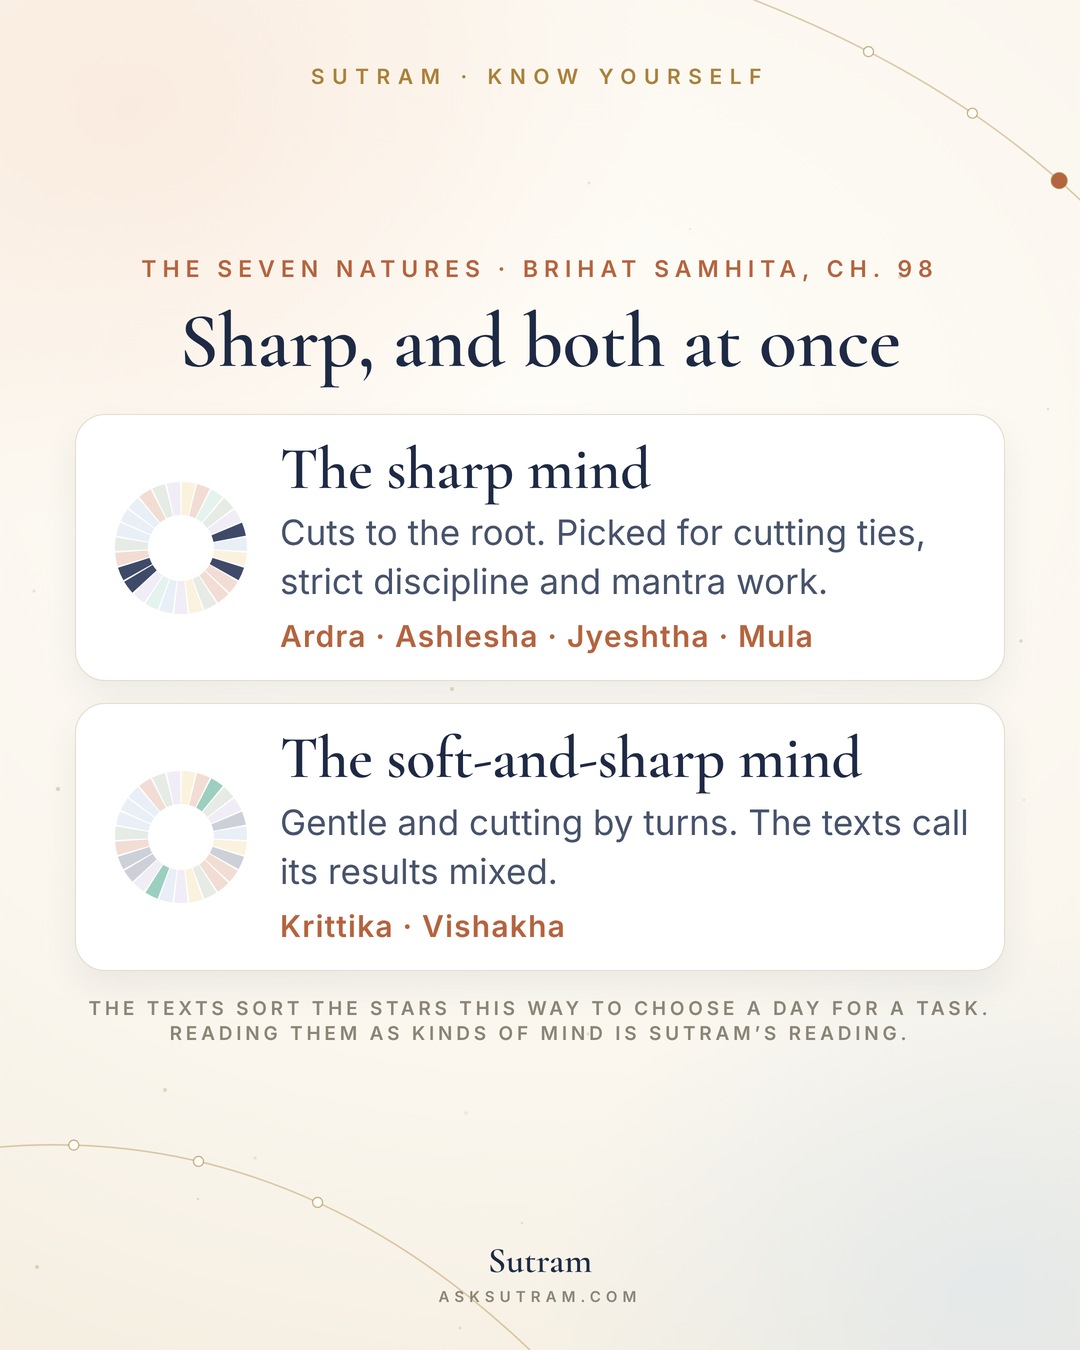 SUTRAM · KNOW YOURSELF
THE SEVEN NATURES · BRIHAT SAMHITA, CH. 98
Sharp, and both at once
The sharp mind
Cuts to the root. Picked for cutting ties,
strict discipline and mantra work.
Ardra · Ashlesha · Jyeshtha · Mula
The soft-and-sharp mind
Gentle and cutting by turns. The texts call
its results mixed.
Krittika · Vishakha
THE TEXTS SORT THE STARS THIS WAY TO CHOOSE A DAY FOR A TASK.
READING THEM AS KINDS OF MIND IS SUTRAM’S READING.
Sutram
ASKSUTRAM.COM